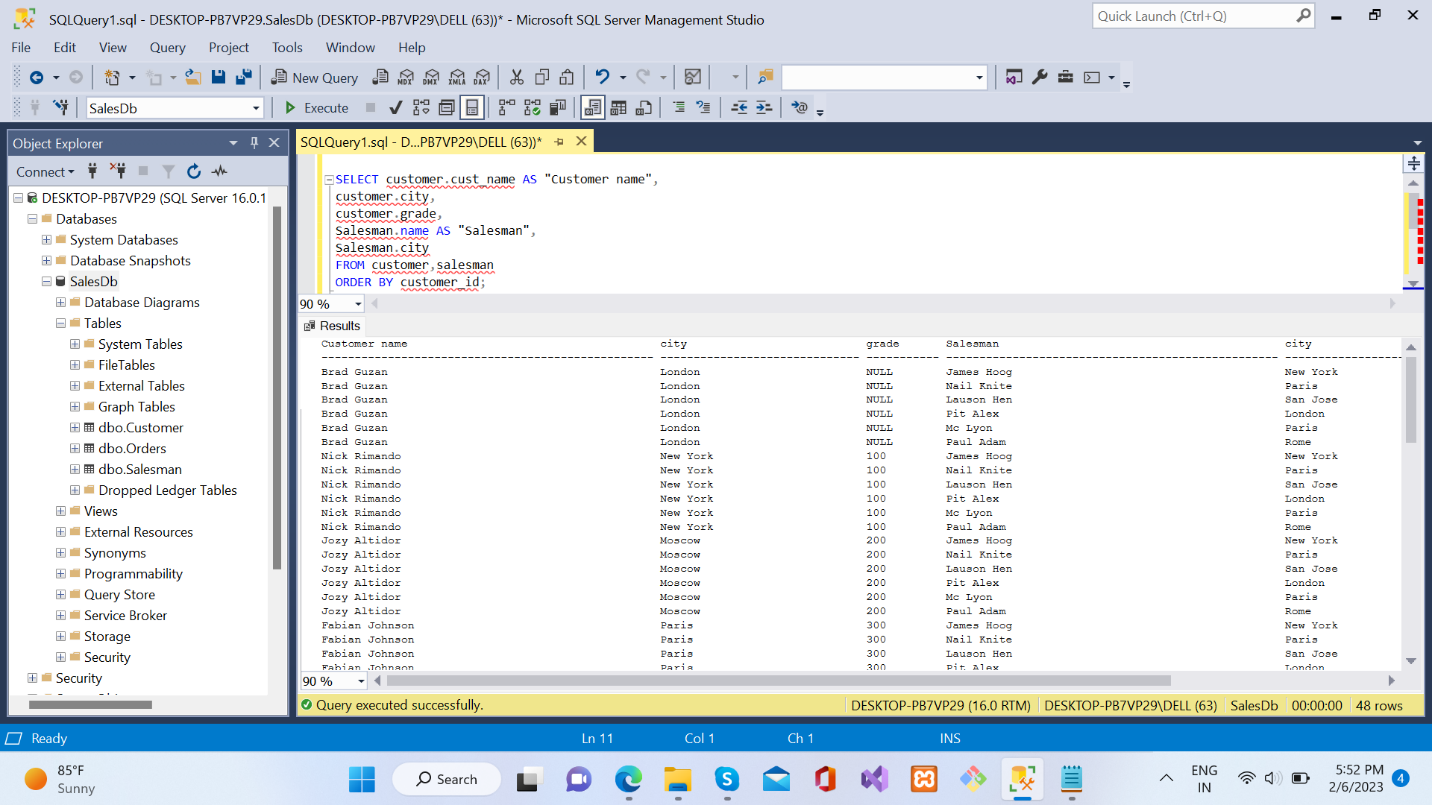 SQLQuery1.sql - DESKTOP-PB7VP29.SalesDb (DESKTOP-PB7VP29\DELL (63))* - Microsoft SQL Server Management Studio
Quick Launch (Ctrl+Q)
File Edit View Query Project Tools Window Help
New Query MDX DMX XMLA DAX
SalesDb Execute
Object Explorer
Connect
DESKTOP-PB7VP29 (SQL Server 16.0.1
Databases
System Databases
Database Snapshots
SalesDb
Database Diagrams
Tables
System Tables
FileTables
External Tables
Graph Tables
dbo.Customer
dbo.Orders
dbo.Salesman
Dropped Ledger Tables
Views
External Resources
Synonyms
Programmability
Query Store
Service Broker
Storage
Security
Security
SQLQuery1.sql - D...PB7VP29\DELL (63))*
SELECT customer.cust_name AS "Customer name",
customer.city,
customer.grade,
Salesman.name AS "Salesman",
Salesman.city
FROM customer,salesman
ORDER BY customer_id;
90 %
Results
Customer name city grade Salesman city
Brad Guzan London NULL James Hoog New York
Brad Guzan London NULL Nail Knite Paris
Brad Guzan London NULL Lauson Hen San Jose
Brad Guzan London NULL Pit Alex London
Brad Guzan London NULL Mc Lyon Paris
Brad Guzan London NULL Paul Adam Rome
Nick Rimando New York 100 James Hoog New York
Nick Rimando New York 100 Nail Knite Paris
Nick Rimando New York 100 Lauson Hen San Jose
Nick Rimando New York 100 Pit Alex London
Nick Rimando New York 100 Mc Lyon Paris
Nick Rimando New York 100 Paul Adam Rome
Jozy Altidor Moscow 200 James Hoog New York
Jozy Altidor Moscow 200 Nail Knite Paris
Jozy Altidor Moscow 200 Lauson Hen San Jose
Jozy Altidor Moscow 200 Pit Alex London
Jozy Altidor Moscow 200 Mc Lyon Paris
Jozy Altidor Moscow 200 Paul Adam Rome
Fabian Johnson Paris 300 James Hoog New York
Fabian Johnson Paris 300 Nail Knite Paris
Fabian Johnson Paris 300 Lauson Hen San Jose
Fabian Johnson Paris 300 Pit Alex London
90 %
Query executed successfully. DESKTOP-PB7VP29 (16.0 RTM) DESKTOP-PB7VP29\DELL (63) SalesDb 00:00:00 48 rows
Ready Ln 11 Col 1 Ch 1 INS
85°F
Sunny
Search
ENG
IN
5:52 PM
2/6/2023
4